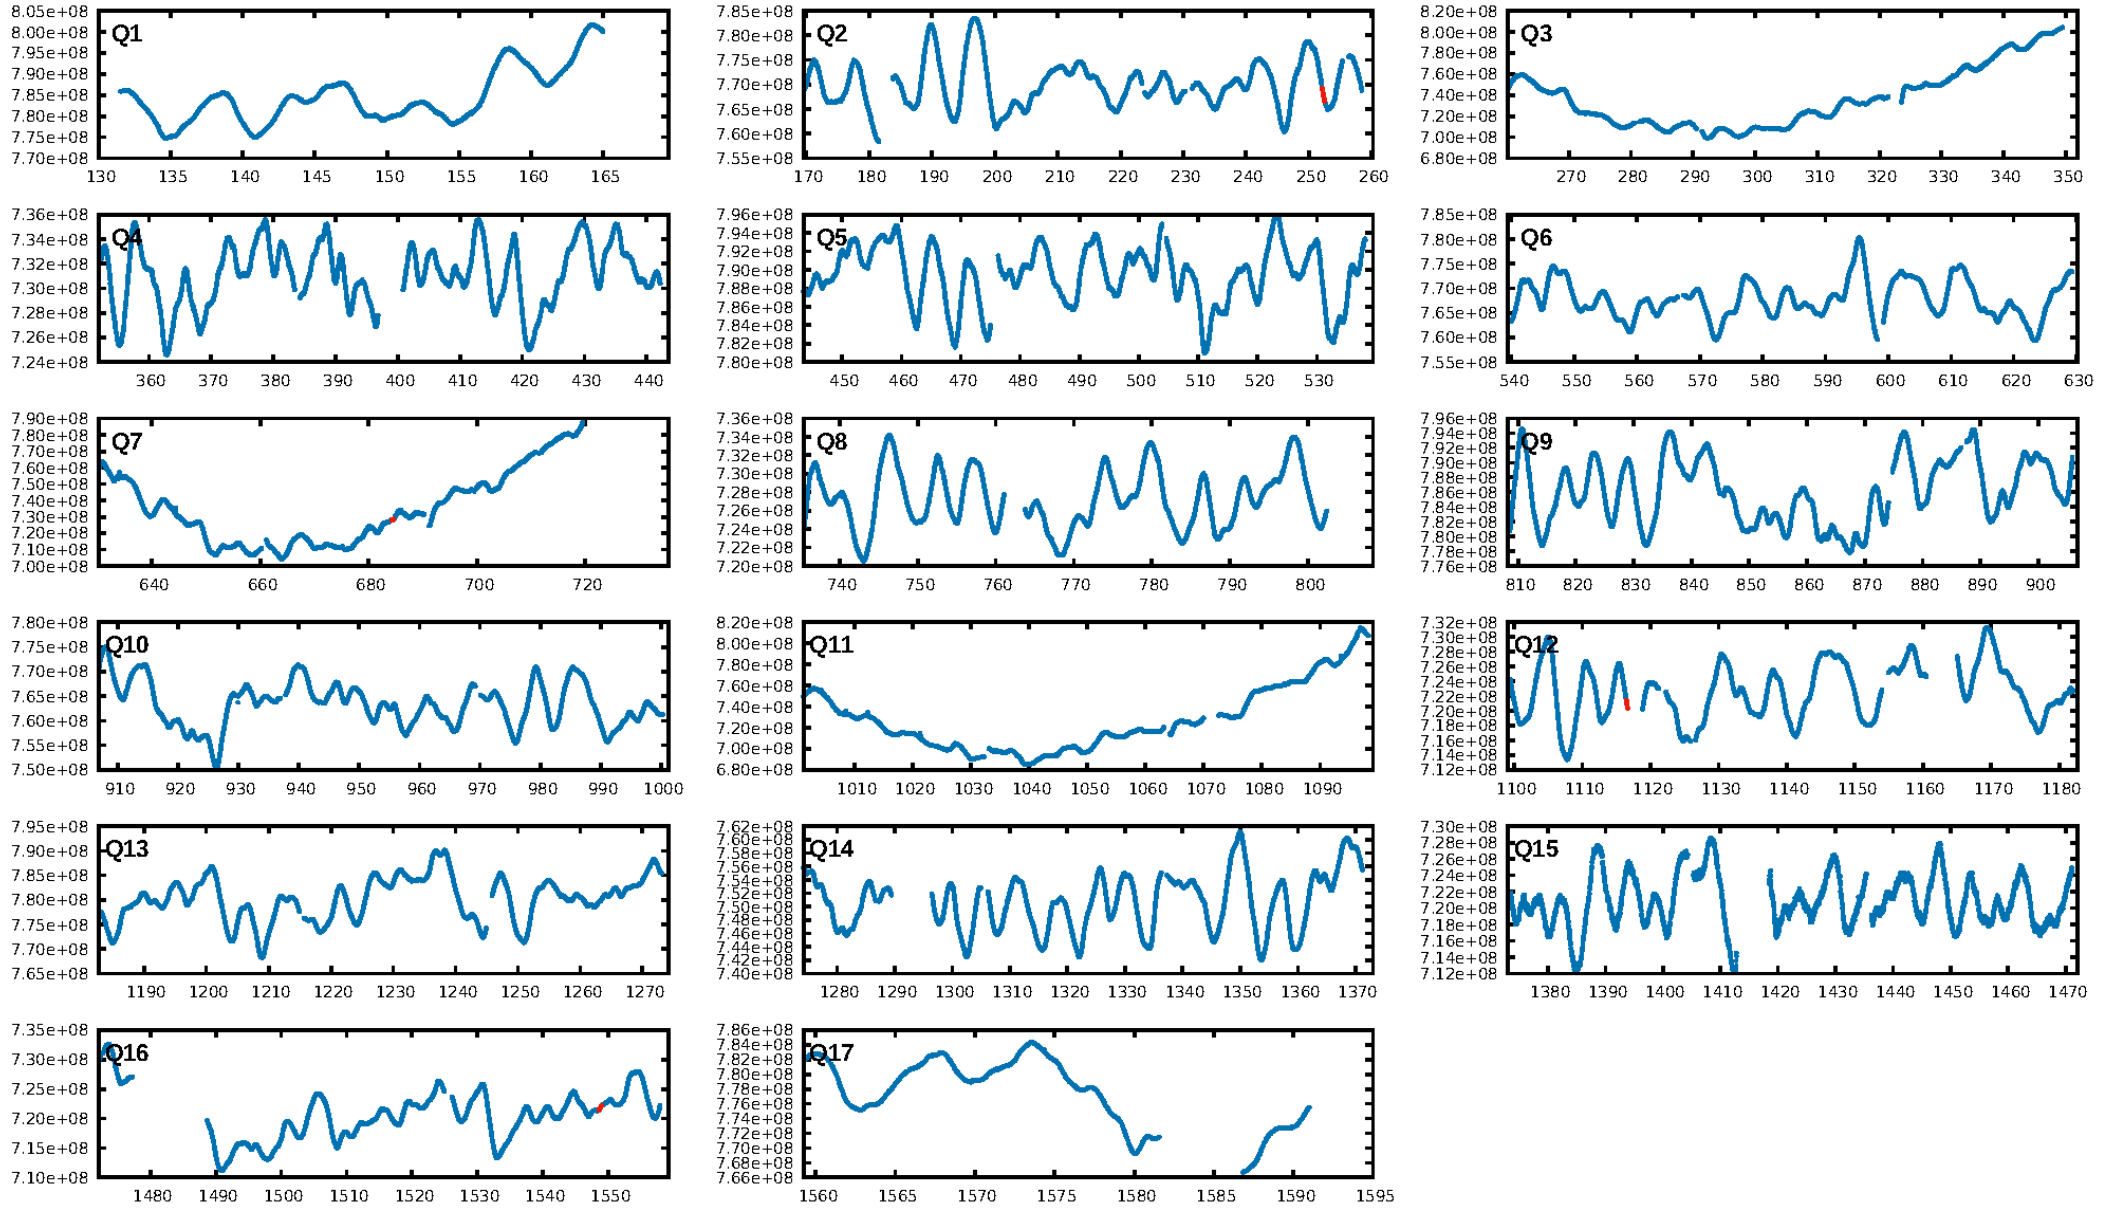 Q1
8.05e+08
8.00e+08
7.95e+08
7.90e+08
7.85e+08
7.80e+08
7.75e+08
7.70e+08
130 135 140 145 150 155 160 165
Q2
7.85e+08
7.80e+08
7.75e+08
7.70e+08
7.65e+08
7.60e+08
7.55e+08
170 180 190 200 210 220 230 240 250 260
Q3
8.20e+08
8.00e+08
7.80e+08
7.60e+08
7.40e+08
7.20e+08
7.00e+08
6.80e+08
270 280 290 300 310 320 330 340 350
Q4
7.36e+08
7.34e+08
7.32e+08
7.30e+08
7.28e+08
7.26e+08
7.24e+08
360 370 380 390 400 410 420 430 440
Q5
7.96e+08
7.94e+08
7.92e+08
7.90e+08
7.88e+08
7.86e+08
7.84e+08
7.82e+08
7.80e+08
450 460 470 480 490 500 510 520 530
Q6
7.85e+08
7.80e+08
7.75e+08
7.70e+08
7.65e+08
7.60e+08
7.55e+08
540 550 560 570 580 590 600 610 620 630
Q7
7.90e+08
7.80e+08
7.70e+08
7.60e+08
7.50e+08
7.40e+08
7.30e+08
7.20e+08
7.10e+08
7.00e+08
640 660 680 700 720
Q8
7.36e+08
7.34e+08
7.32e+08
7.30e+08
7.28e+08
7.26e+08
7.24e+08
7.22e+08
7.20e+08
740 750 760 770 780 790 800
Q9
7.96e+08
7.94e+08
7.92e+08
7.90e+08
7.88e+08
7.86e+08
7.84e+08
7.82e+08
7.80e+08
7.78e+08
7.76e+08
810 820 830 840 850 860 870 880 890 900
Q10
7.80e+08
7.75e+08
7.70e+08
7.65e+08
7.60e+08
7.55e+08
7.50e+08
910 920 930 940 950 960 970 980 990 1000
Q11
8.20e+08
8.00e+08
7.80e+08
7.60e+08
7.40e+08
7.20e+08
7.00e+08
6.80e+08
1010 1020 1030 1040 1050 1060 1070 1080 1090
Q12
7.32e+08
7.30e+08
7.28e+08
7.26e+08
7.24e+08
7.22e+08
7.20e+08
7.18e+08
7.16e+08
7.14e+08
7.12e+08
1100 1110 1120 1130 1140 1150 1160 1170 1180
Q13
7.95e+08
7.90e+08
7.85e+08
7.80e+08
7.75e+08
7.70e+08
7.65e+08
1190 1200 1210 1220 1230 1240 1250 1260 1270
Q14
7.62e+08
7.60e+08
7.58e+08
7.56e+08
7.54e+08
7.52e+08
7.50e+08
7.48e+08
7.46e+08
7.44e+08
7.42e+08
7.40e+08
1280 1290 1300 1310 1320 1330 1340 1350 1360 1370
Q15
7.30e+08
7.28e+08
7.26e+08
7.24e+08
7.22e+08
7.20e+08
7.18e+08
7.16e+08
7.14e+08
7.12e+08
1380 1390 1400 1410 1420 1430 1440 1450 1460 1470
Q16
7.35e+08
7.30e+08
7.25e+08
7.20e+08
7.15e+08
7.10e+08
1480 1490 1500 1510 1520 1530 1540 1550
Q17
7.86e+08
7.84e+08
7.82e+08
7.80e+08
7.78e+08
7.76e+08
7.74e+08
7.72e+08
7.70e+08
7.68e+08
7.66e+08
1560 1565 1570 1575 1580 1585 1590 1595